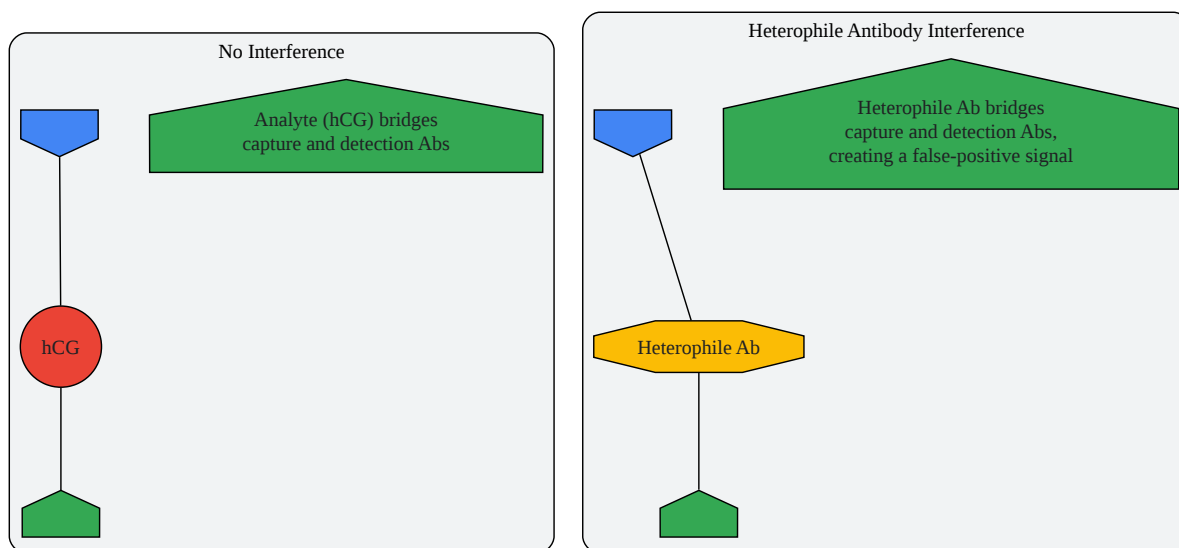 No Interference
Analyte (hCG) bridges
capture and detection Abs
hCG
Heterophile Antibody Interference
Heterophile Ab bridges
capture and detection Abs,
creating a false-positive signal
Heterophile Ab